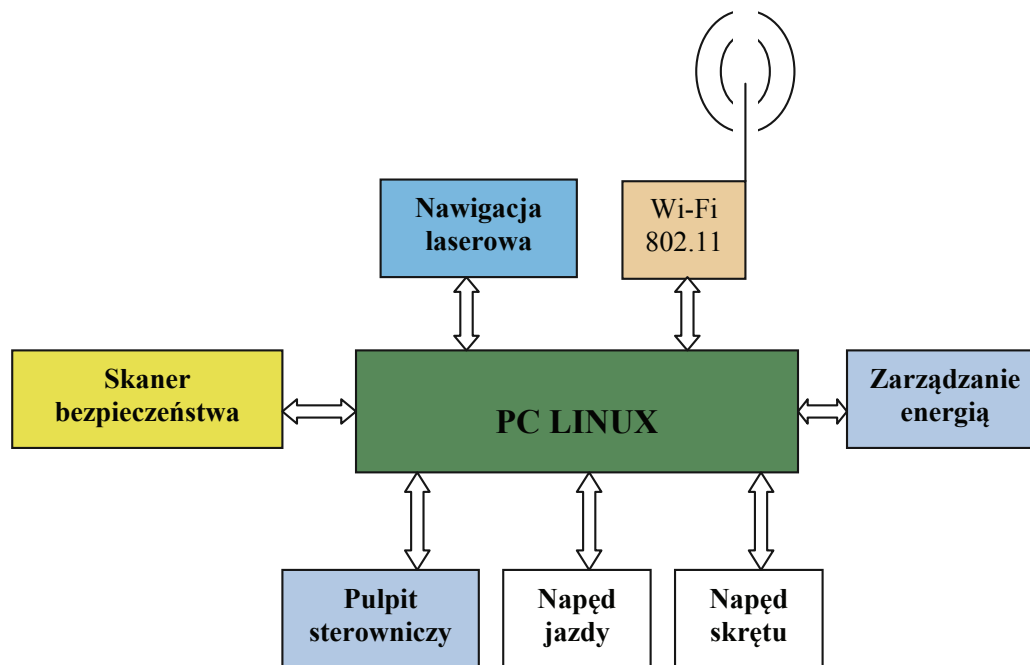 Nawigacja
laserowa
Wi-Fi
802.11
Skaner
bezpieczeństwa
PC LINUX
Zarządzanie
energią
Pulpit
sterowniczy
Napęd
jazdy
Napęd
skrętu